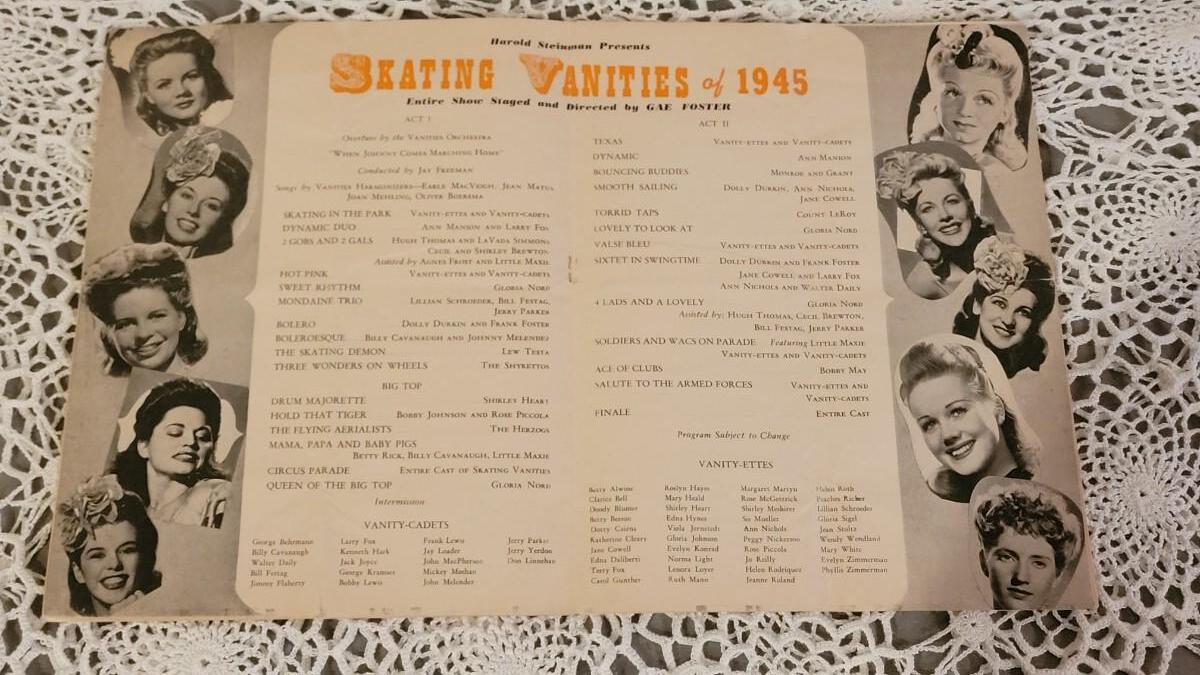 Harold Steinman Presents
SKATING VANITIES of 1945
Entire Show Staged and Directed by GAE FOSTER
ACT I
Overture by the VANITIES ORCHESTRA
"WHEN JOHNNY COMES MARCHING HOME"
Conducted by JAY FREEMAN
Songs by VANITIES HARMONIZERS—EARLE MACVEIGH, JEAN MATUS,
JOAN MEHLING, OLIVER BOERSMA
SKATING IN THE PARK VANITY-ETTES AND VANITY-CADETS
DYNAMIC DUO ANN MANION AND LARRY FOX
2 GOBS AND 2 GALS HUGH THOMAS AND LAVADA SIMMONS,
CECIL AND SHIRLEY BREWTON
Assisted by AGNES FROST AND LITTLE MAXIE
HOT PINK VANITY-ETTES AND VANITY-CADETS
SWEET RHYTHM GLORIA NORD
MONDAINE TRIO LILLIAN SCHROEDER, BILL FESTAG,
JERRY PARKER
BOLERO DOLLY DURKIN AND FRANK FOSTER
BOLEROESQUE BILLY CAVANAUGH AND JOHNNY MELENDEZ
THE SKATING DEMON LEW TESTA
THREE WONDERS ON WHEELS THE SHYRETTOS
BIG TOP
DRUM MAJORETTE SHIRLEY HEART
HOLD THAT TIGER BOBBY JOHNSON AND ROSE PICCOLA
THE FLYING AERIALISTS THE HERZOGS
MAMA, PAPA AND BABY PIGS
BETTY RICK, BILLY CAVANAUGH, LITTLE MAXIE
CIRCUS PARADE ENTIRE CAST OF SKATING VANITIES
QUEEN OF THE BIG TOP GLORIA NORD
Intermission
VANITY-CADETS
George Behrmann Larry Fox Frank Lewis Jerry Parker
Billy Cavanaugh Kenneth Hark Jay Loader Jerry Yerdon
Walter Daily Jack Joyce John MacPherson Don Linnehan
Bill Festag George Kramser Mickey Meehan
Jimmy Flaherty Bobby Lewis John Melendez
ACT II
TEXAS VANITY-ETTES AND VANITY-CADETS
DYNAMIC ANN MANION
BOUNCING BUDDIES MONROE AND GRANT
SMOOTH SAILING DOLLY DURKIN, ANN NICHOLS,
JANE COWELL
TORRID TAPS COUNT LEROY
LOVELY TO LOOK AT GLORIA NORD
VALSE BLEU VANITY-ETTES AND VANITY-CADETS
SIXTET IN SWINGTIME DOLLY DURKIN AND FRANK FOSTER
JANE COWELL AND LARRY FOX
ANN NICHOLS AND WALTER DAILY
4 LADS AND A LOVELY GLORIA NORD
Assisted by: HUGH THOMAS, CECIL BREWTON,
BILL FESTAG, JERRY PARKER
SOLDIERS AND WACS ON PARADE Featuring LITTLE MAXIE
VANITY-ETTES AND VANITY-CADETS
ACE OF CLUBS BOBBY MAY
SALUTE TO THE ARMED FORCES VANITY-ETTES AND
VANITY-CADETS
FINALE ENTIRE CAST
Program Subject to Change
VANITY-ETTES
Betty Alwine Roslyn Hayes Margaret Martyn Helen Roth
Clarice Bell Mary Heald Rose McGettrick Peaches Richer
Doody Blumer Shirley Heart Shirley Meskirer Lillian Schroeder
Betty Benton Edna Hynes Sis Mueller Gloria Sigel
Dotty Cairns Viola Jernstedt Ann Nichols Jean Stoltz
Katherine Cleary Gloria Johnson Peggy Nickerson Wendy Wendland
Jane Cowell Evelyn Konrad Rose Piccola Mary White
Edna Daliberti Norma Light Jo Reilly Evelyn Zimmerman
Terry Fox Lenora Loyer Helen Rodriquez Phyllis Zimmerman
Carol Gunther Ruth Mann Jeanne Roland